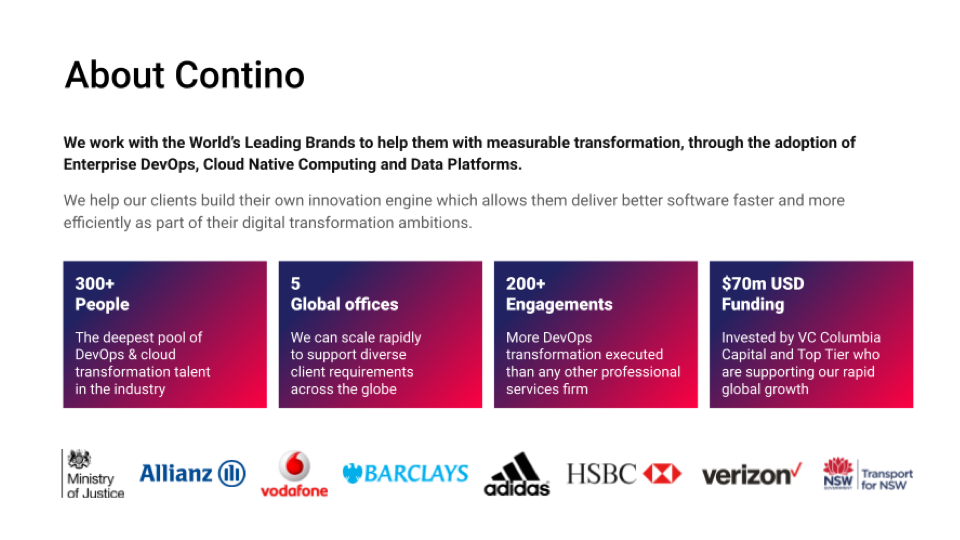 About Contino
We work with the World's Leading Brands to help them with measurable transformation, through the adoption of
Enterprise DevOps, Cloud Native Computing and Data Platforms.
We help our clients build their own innovation engine which allows them deliver better software faster and more
efficiently as part of their digital transformation ambitions.
300+
People
The deepest pool of
DevOps & cloud
transformation talent
in the industry
5
Global offices
We can scale rapidly
to support diverse
client requirements
across the globe
200+
Engagements
More DevOps
transformation executed
than any other professional
services firm
$70m USD
Funding
Invested by VC Columbia
Capital and Top Tier who
are supporting our rapid
global growth
Ministry
of Justice
Allianz
vodafone
BARCLAYS
adidas
HSBC
verizon
NSW
GOVERNMENT
Transport
for NSW